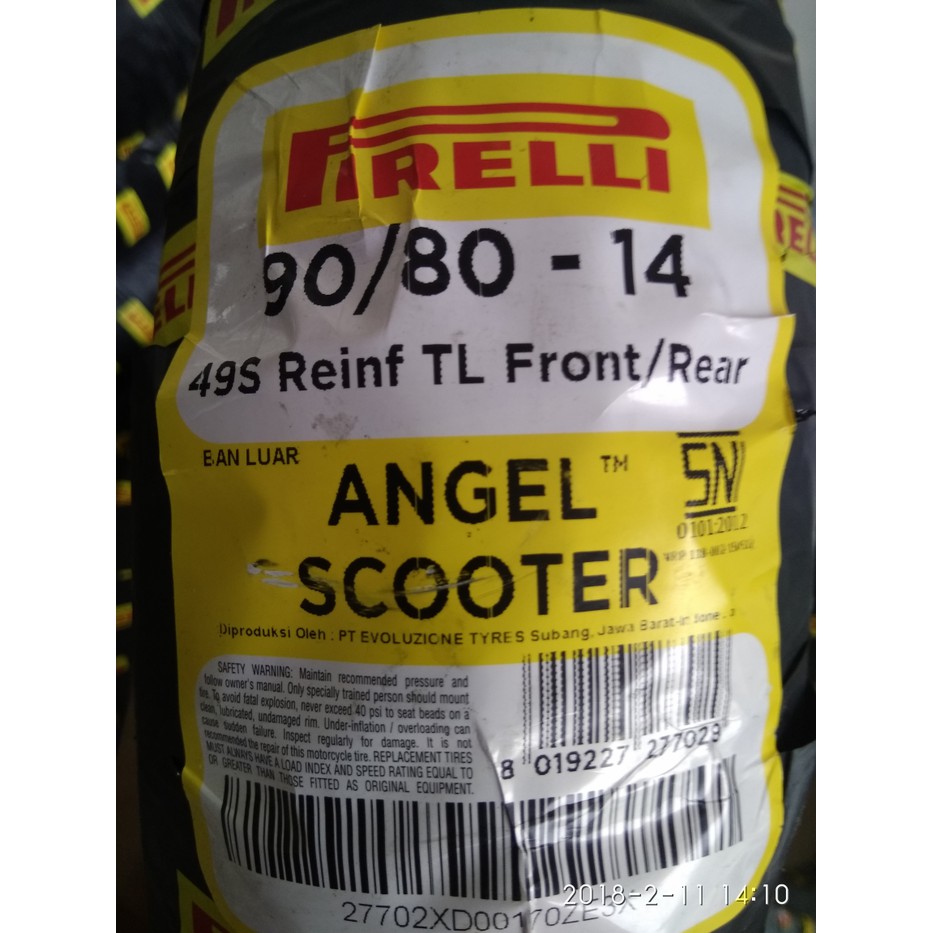 PIRELLI
90/80 - 14
49S Reinf TL Front/Rear
BAN LUAR
ANGEL™
SCOOTER
SNI
0101:2012
Diproduksi Oleh : PT EVOLUZIONE TYRES Subang, Jawa Barat-
SAFETY WARNING: Maintain recommended pressure and
follow owner's manual. Only specially trained person should mount
tire. To avoid fatal explosion, never exceed 40 psi to seat beads on a
clean, lubricated, undamaged rim. Under-inflation / overloading can
cause sudden failure. Inspect regularly for damage. It is not
recommended the repair of this motorcycle tire. REPLACEMENT TIRES
MUST ALWAYS HAVE A LOAD INDEX AND SPEED RATING EQUAL TO
OR GREATER THAN THOSE FITTED AS ORIGINAL EQUIPMENT.
8 019227 277029
27702XD00170ZE3X
2018-2-11 14:10